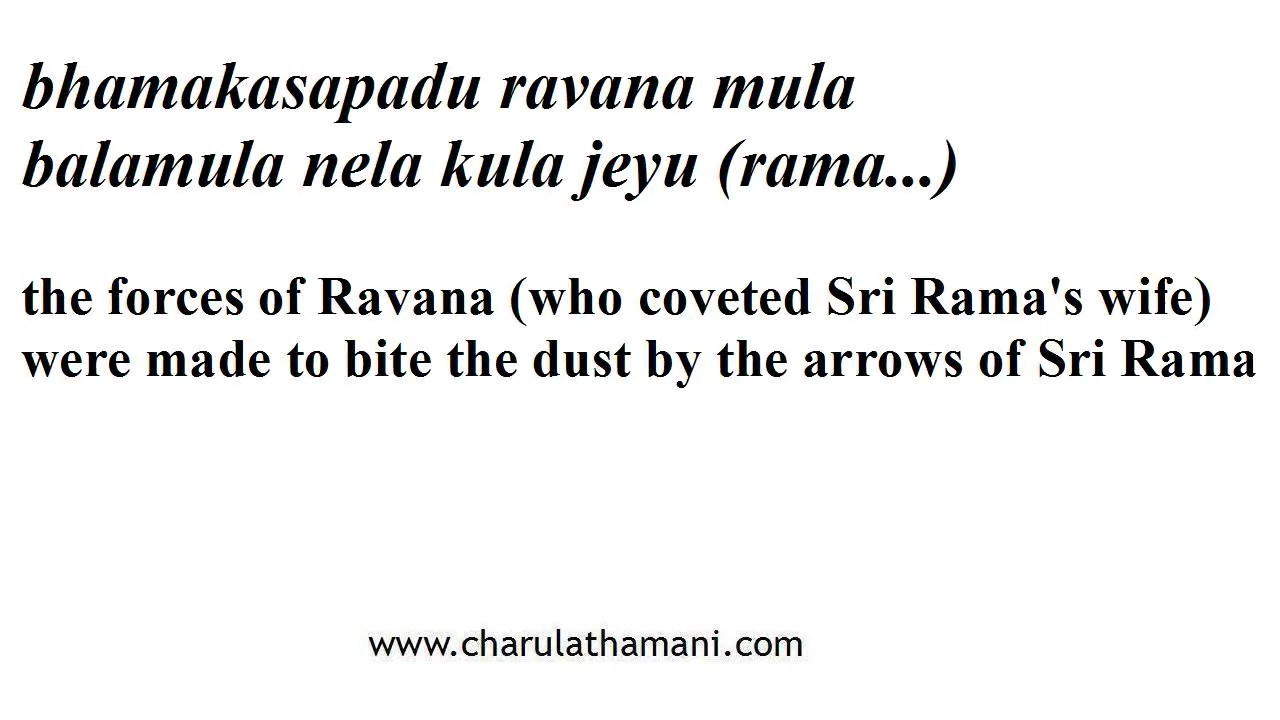 bhamakasapadu ravana mula
balamula nela kula jeyu (rama...)
the forces of Ravana (who coveted Sri Rama's wife)
were made to bite the dust by the arrows of Sri Rama
www.charulathamani.com